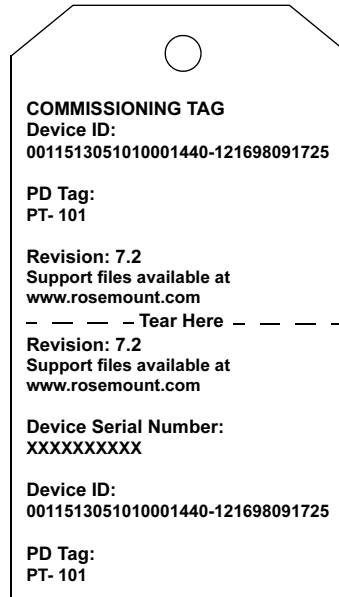 COMMISSIONING TAG
Device ID:
0011513051010001440-121698091725
PD Tag:
PT- 101
Revision: 7.2
Support files available at
www.rosemount.com
Tear Here
Revision: 7.2
Support files available at
www.rosemount.com
Device Serial Number:
XXXXXXXXXX
Device ID:
0011513051010001440-121698091725
PD Tag:
PT- 101